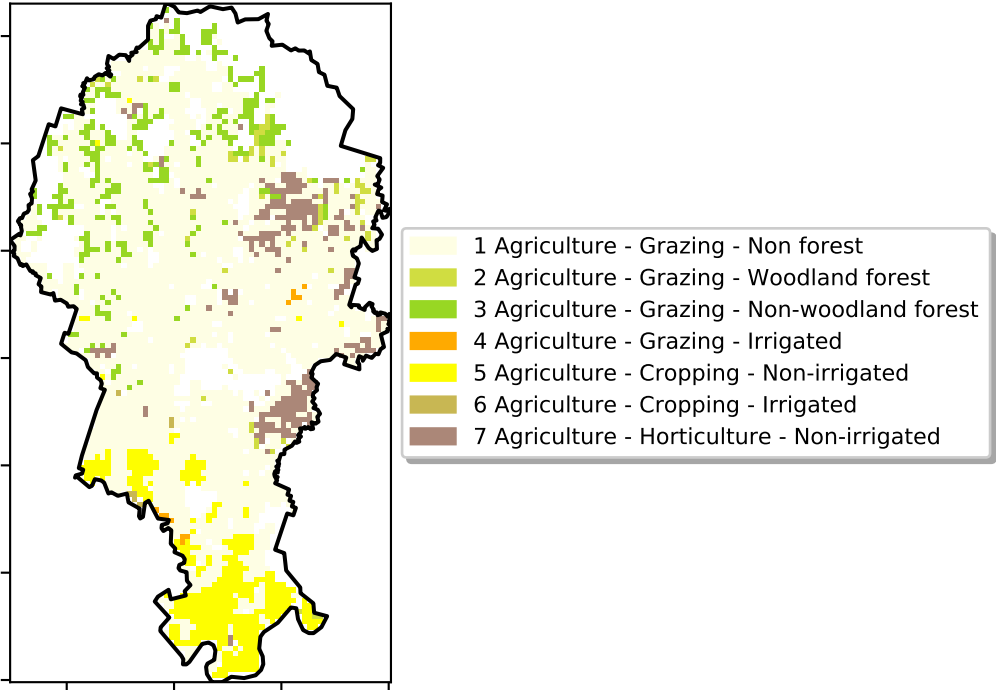 1 Agriculture - Grazing - Non forest
2 Agriculture - Grazing - Woodland forest
3 Agriculture - Grazing - Non-woodland forest
4 Agriculture - Grazing - Irrigated
5 Agriculture - Cropping - Non-irrigated
6 Agriculture - Cropping - Irrigated
7 Agriculture - Horticulture - Non-irrigated